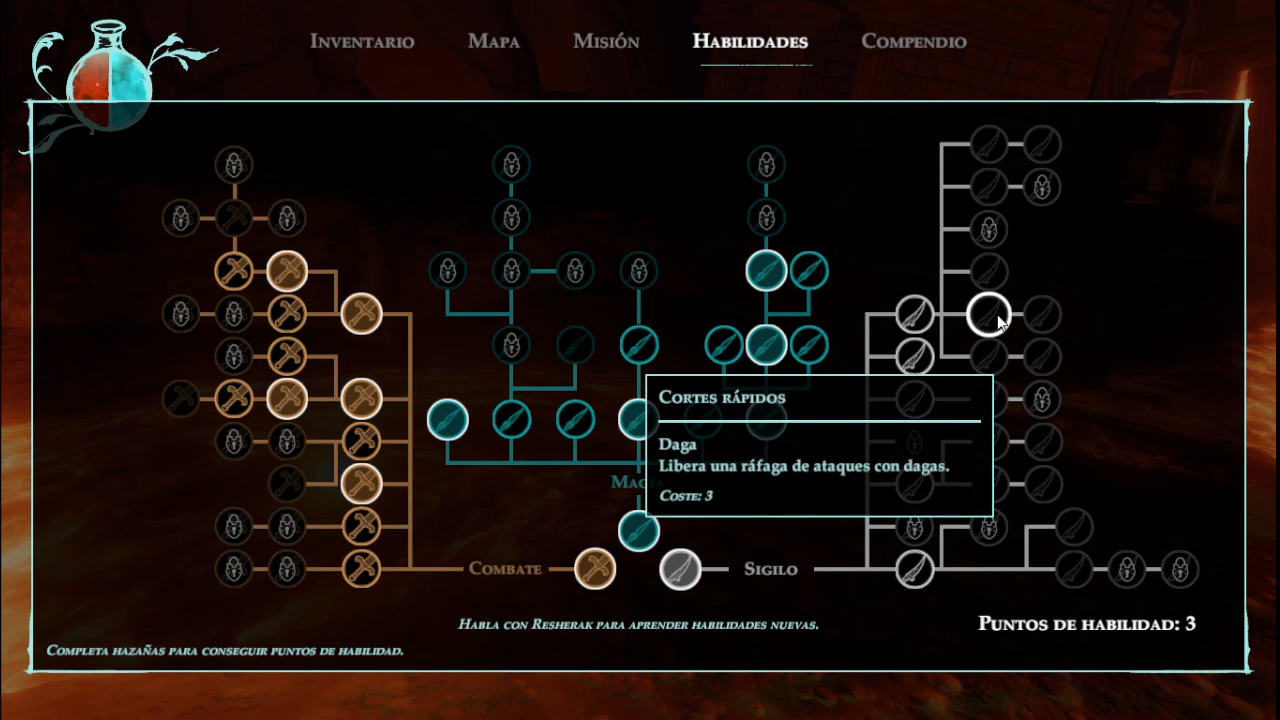 Inventario
Mapa
Misión
Habilidades
Compendio
Cortes rápidos
Daga
Libera una ráfaga de ataques con dagas.
Coste: 3
Combate
Sigilo
Habla con Resherak para aprender habilidades nuevas.
Puntos de habilidad: 3
Completa hazañas para conseguir puntos de habilidad.